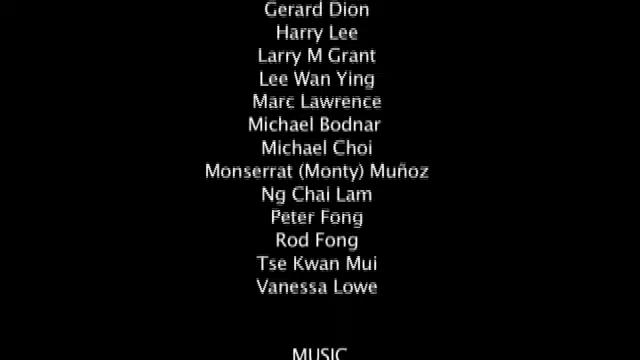 Gerard Dion
Harry Lee
Larry M Grant
Lee Wan Ying
Marc Lawrence
Michael Bodnar
Michael Choi
Monserrat (Monty) Muñoz
Ng Chai Lam
Peter Fong
Rod Fong
Tse Kwan Mui
Vanessa Lowe
MUSIC